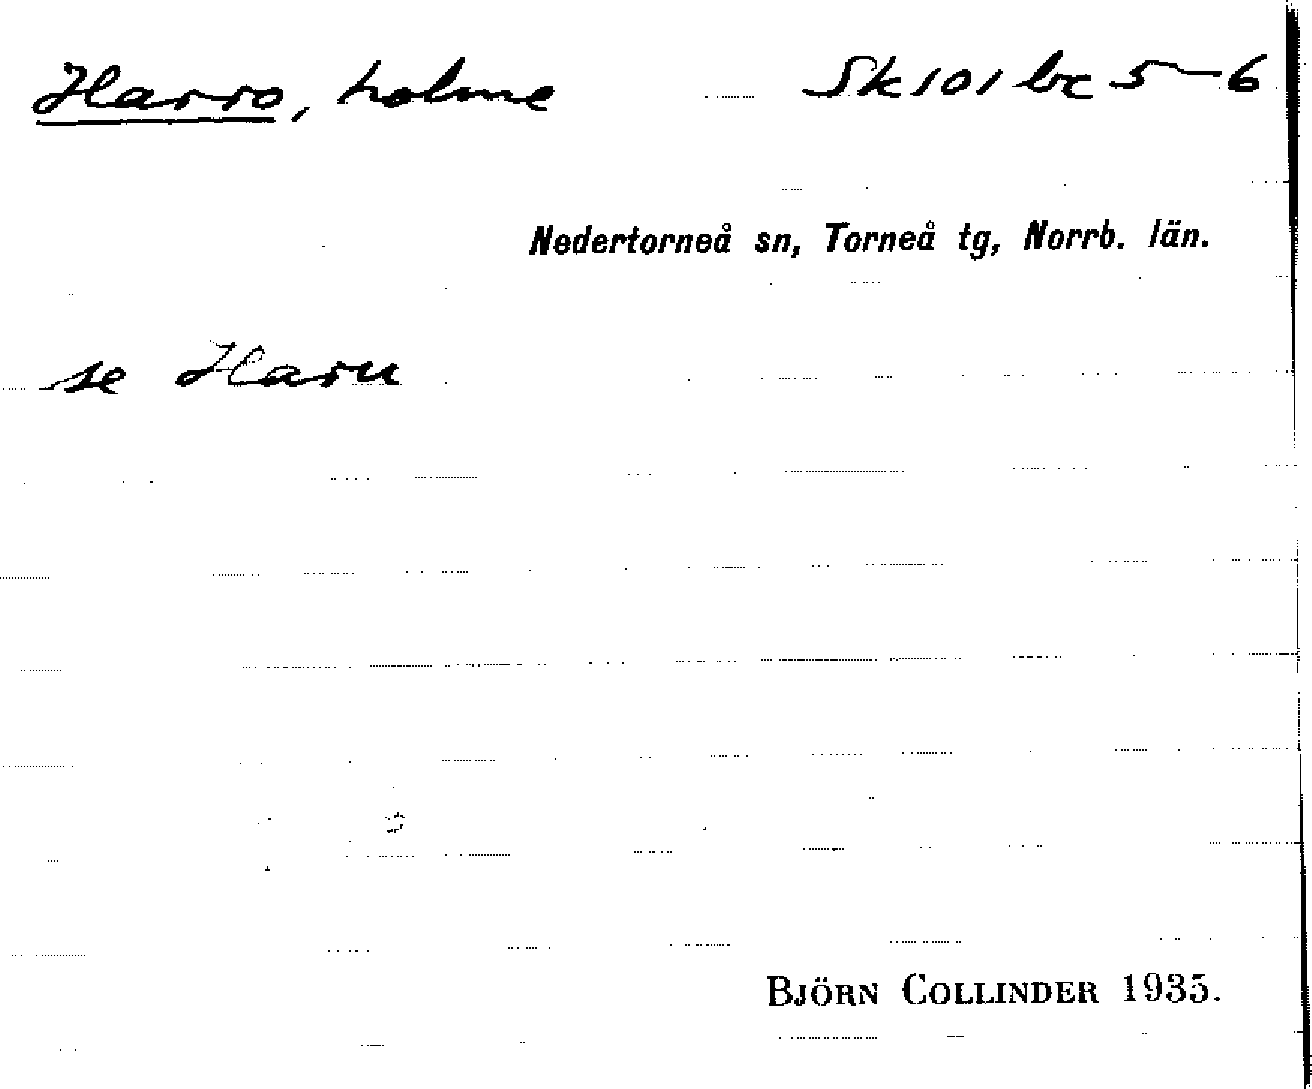 Harro, holme Sk 101 bc 5-6
Nedertorneå sn, Torneå tg, Norrb. län.
se Haru
BJÖRN COLLINDER 1935.